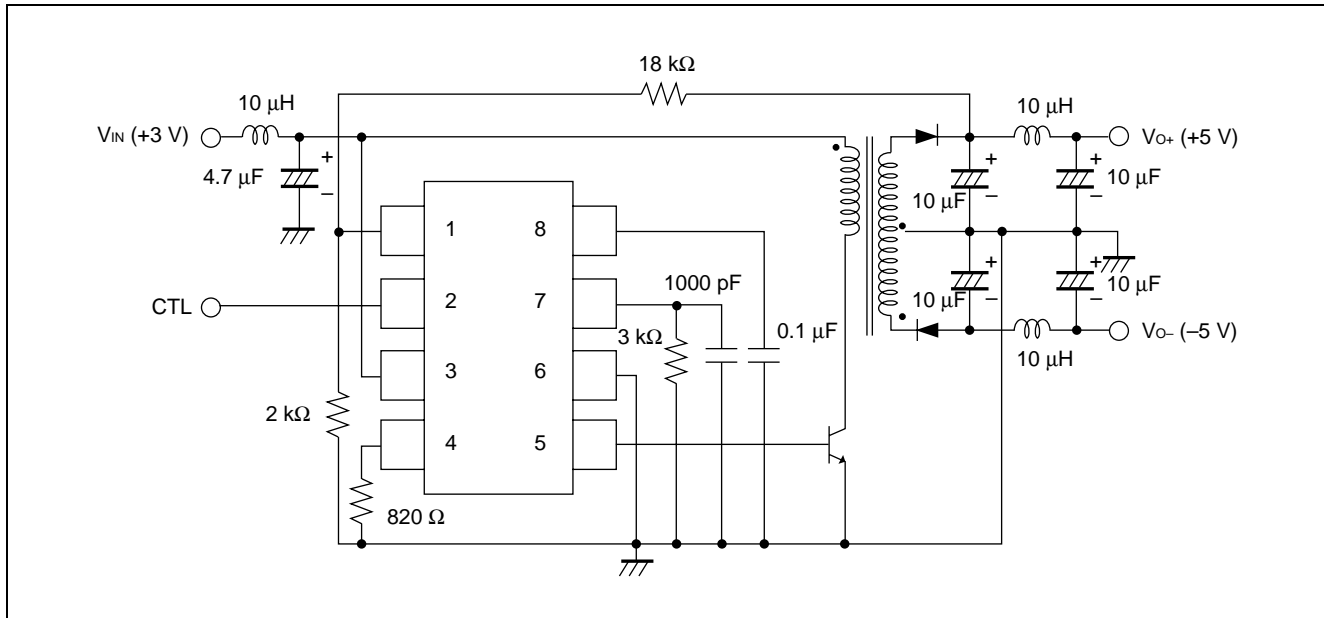 18 kΩ
10 μH
10 μH
VIN (+3 V)
VO+ (+5 V)
+
+
+
4.7 μF
–
10 μF
–
10 μF
–
1
8
+
+
1000 pF
10 μF
–
–
10 μF
CTL
2
7
3 kΩ
0.1 μF
VO– (–5 V)
10 μH
3
6
2 kΩ
4
5
820 Ω